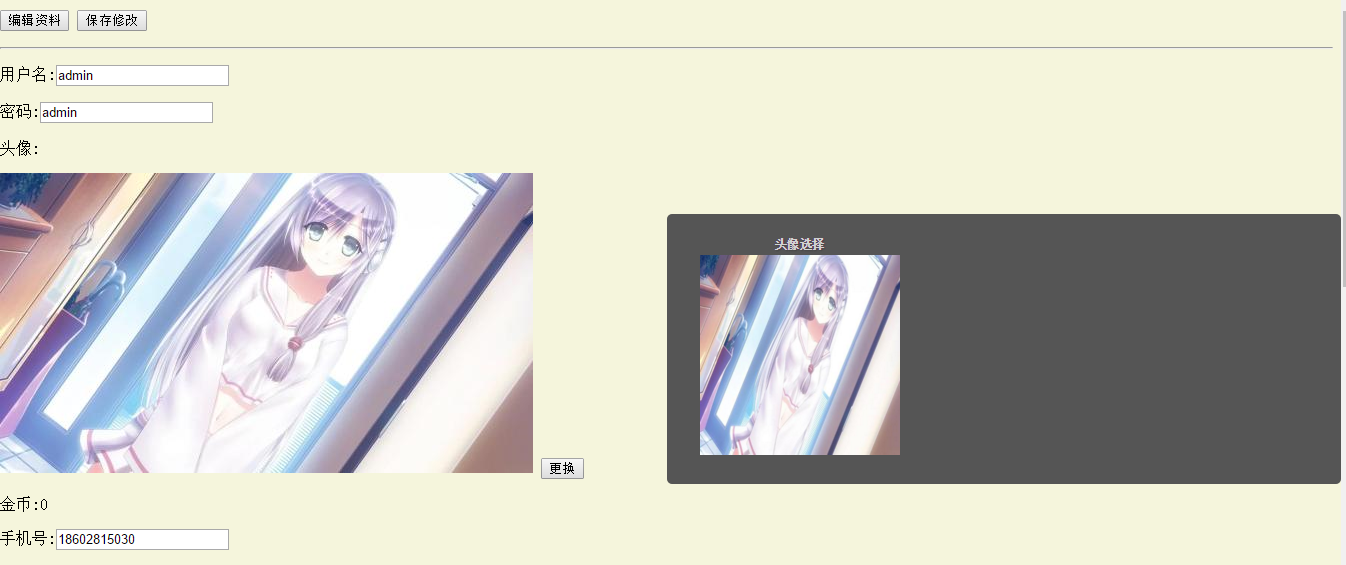 编辑资料 保存修改
用户名:admin
密码:admin
头像:
头像选择
更换
金币:0
手机号:18602815030